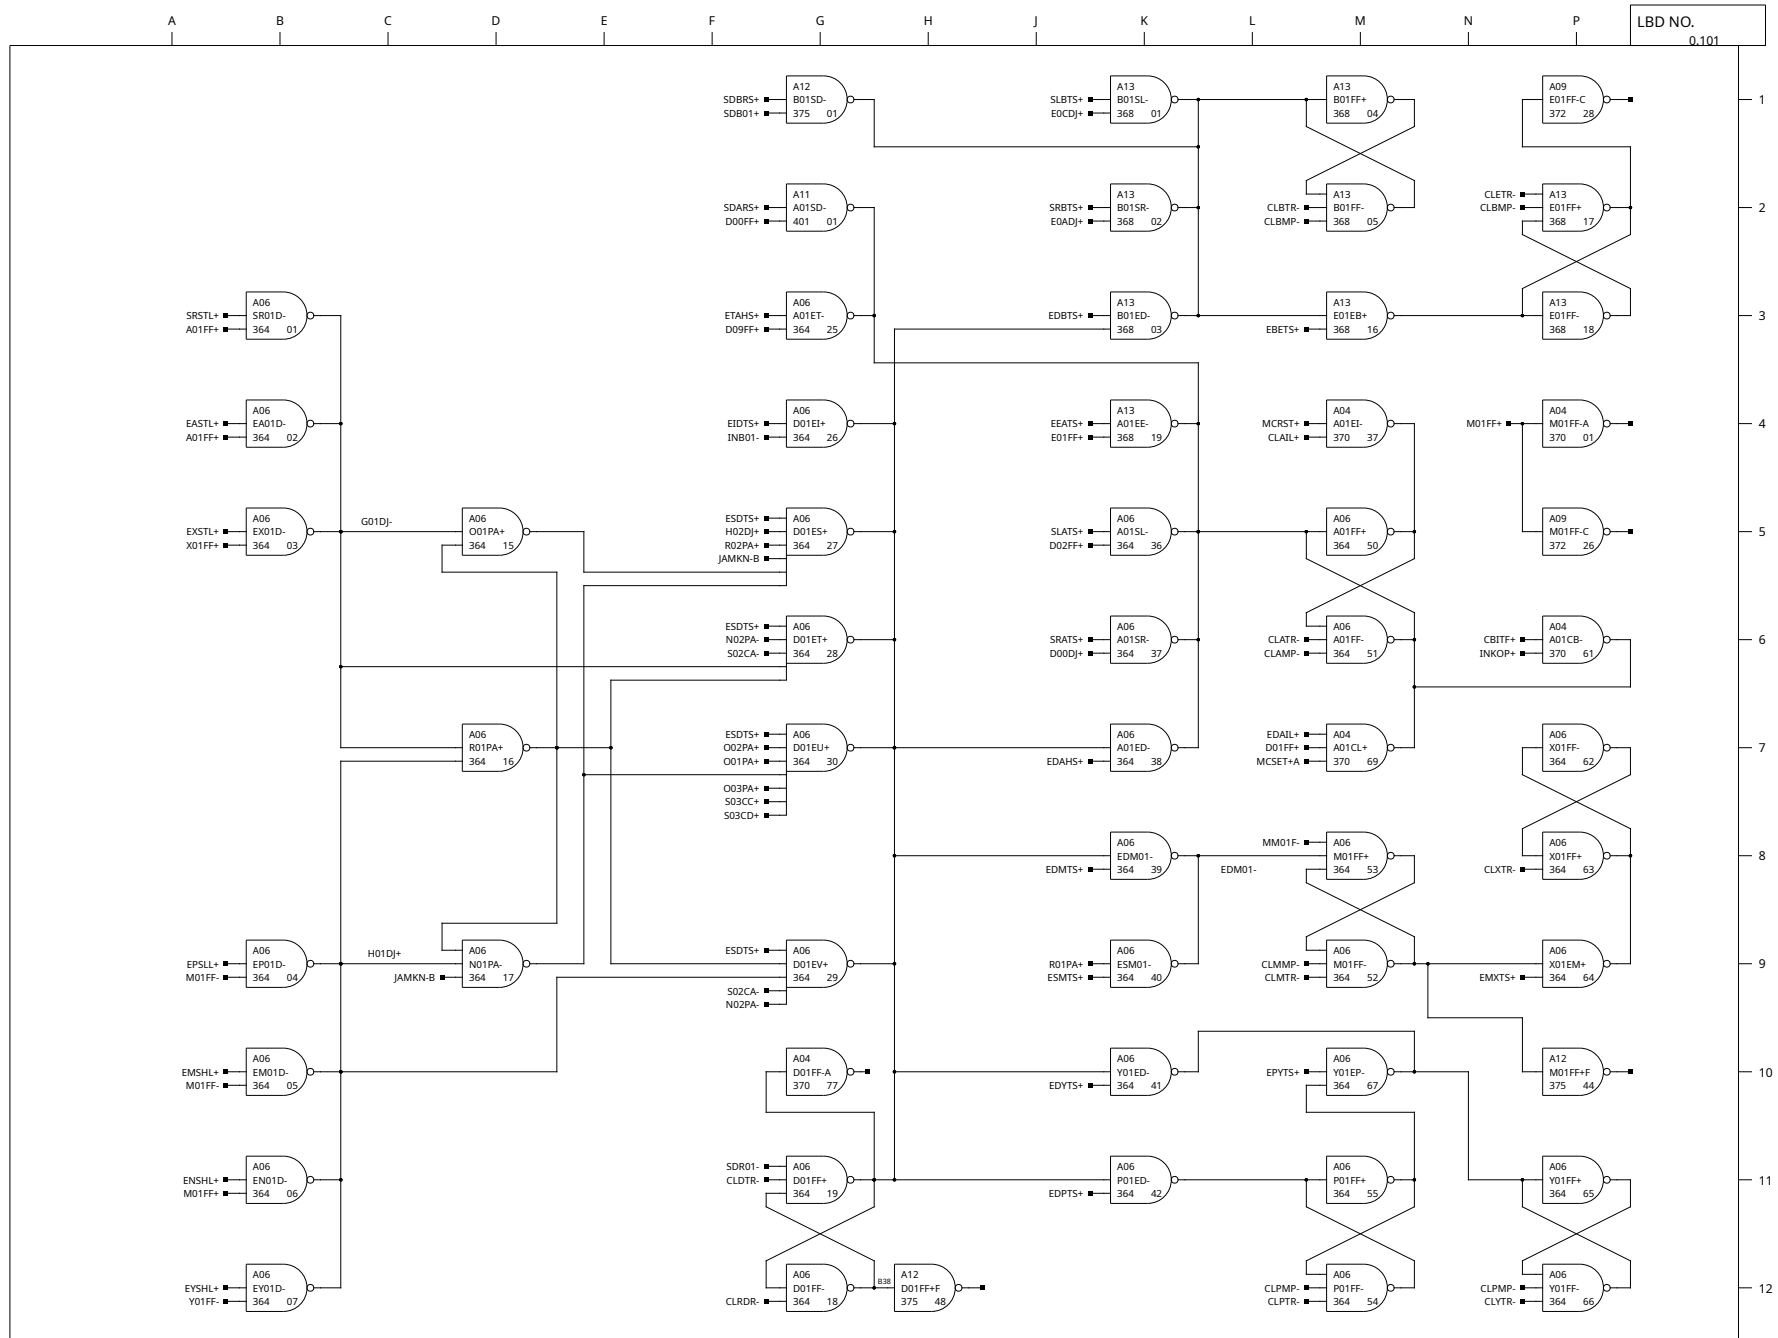 A B C D E F G H J K L M N P LBD NO.
0.101
A12 A13 A13 A09
SDBRS+ B01SD- SLBTS+ B01SL- B01FF+ E01FF-C 1
SDB01+ 375 01 E0CDJ+ 368 01 368 04 372 28
A11 A13 A13 CLETR- A13
SDARS+ A01SD- SRBTS+ B01SR- CLBTR- B01FF- CLBMP- E01FF+ 2
D00FF+ 401 01 E0ADJ+ 368 02 CLBMP- 368 05 368 17
A06 A06 A13 A13 A13
SRSTL+ SR01D- ETAHS+ A01ET- EDBTS+ B01ED- E01EB+ E01FF- 3
A01FF+ 364 01 D09FF+ 364 25 368 03 EBETS+ 368 16 368 18
A06 A06 A13 A04 A04
EASTL+ EA01D- EIDTS+ D01EI+ EEATS+ A01EE- MCRST+ A01EI- M01FF+ M01FF-A 4
A01FF+ 364 02 INB01- 364 26 E01FF+ 368 19 CLAIL+ 370 37 370 01
A06 G01DJ- A06 ESDTS+ A06 A06 A06 A09
EXSTL+ EX01D- O01PA+ H02DJ+ D01ES+ SLATS+ A01SL- A01FF+ M01FF-C 5
X01FF+ 364 03 364 15 R02PA+ 364 27 D02FF+ 364 36 364 50 372 26
JAMKN-B
ESDTS+ A06 A06 A06 A04
N02PA- D01ET+ SRATS+ A01SR- CLATR- A01FF- CBITF+ A01CB- 6
S02CA- 364 28 D00DJ+ 364 37 CLAMP- 364 51 INKOP+ 370 61
A06 ESDTS+ A06 A06 EDAIL+ A04 A06
R01PA+ O02PA+ D01EU+ A01ED- D01FF+ A01CL+ X01FF- 7
364 16 O01PA+ 364 30 EDAHS+ 364 38 MCSET+A 370 69 364 62
O03PA+
S03CC+
S03CD+
A06 MM01F- A06 A06
EDM01- M01FF+ X01FF+ 8
EDMTS+ 364 39 EDM01- 364 53 CLXTR- 364 63
A06 H01DJ+ A06 ESDTS+ A06 A06 A06 A06
EPSLL+ EP01D- N01PA- D01EV+ R01PA+ ESM01- CLMMP- M01FF- X01EM+ 9
M01FF- 364 04 JAMKN-B 364 17 364 29 ESMTS+ 364 40 CLMTR- 364 52 EMXTS+ 364 64
S02CA-
N02PA-
A06 A04 A06 A06 A12
EMSHL+ EM01D- D01FF-A Y01ED- EPYTS+ Y01EP- M01FF+F 10
M01FF- 364 05 370 77 EDYTS+ 364 41 364 67 375 44
A06 SDR01- A06 A06 A06 A06
ENSHL+ EN01D- CLDTR- D01FF+ P01ED- P01FF+ Y01FF+ 11
M01FF+ 364 06 364 19 EDPTS+ 364 42 364 55 364 65
A06 A06 B38 A12 A06 A06
EYSHL+ EY01D- D01FF- D01FF+F CLPMP- P01FF- CLPMP- Y01FF- 12
Y01FF- 364 07 CLRDR- 364 18 375 48 CLPTR- 364 54 CLYTR- 364 66